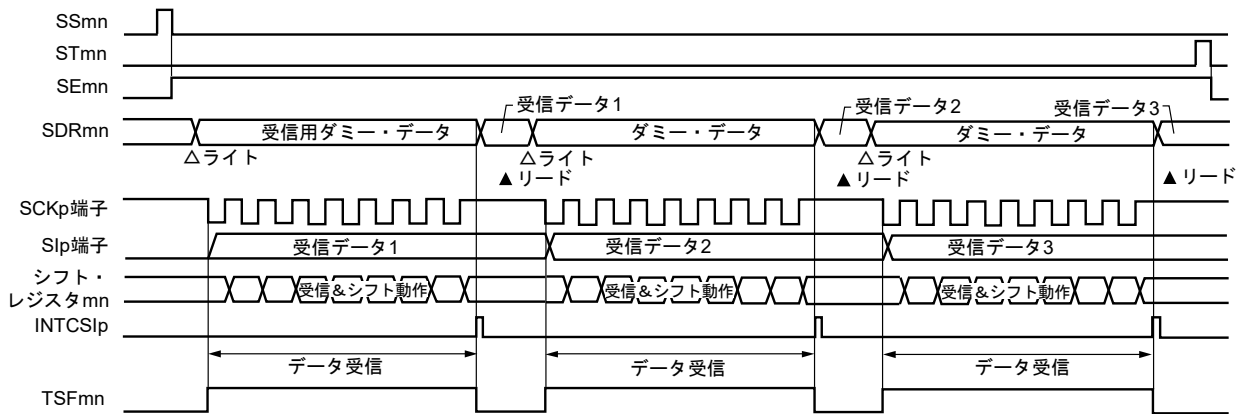 SSmn
STmn
SEmn
受信データ1
受信データ2
受信データ3
SDRmn
受信用ダミー・データ
ダミー・データ
ダミー・データ
△ライト
△ライト
△ライト
▲リード
▲リード
▲リード
SCKp端子
SIp端子
受信データ1
受信データ2
受信データ3
シフト・
レジスタmn
受信&シフト動作
受信&シフト動作
受信&シフト動作
INTCSIp
データ受信
データ受信
データ受信
TSFmn